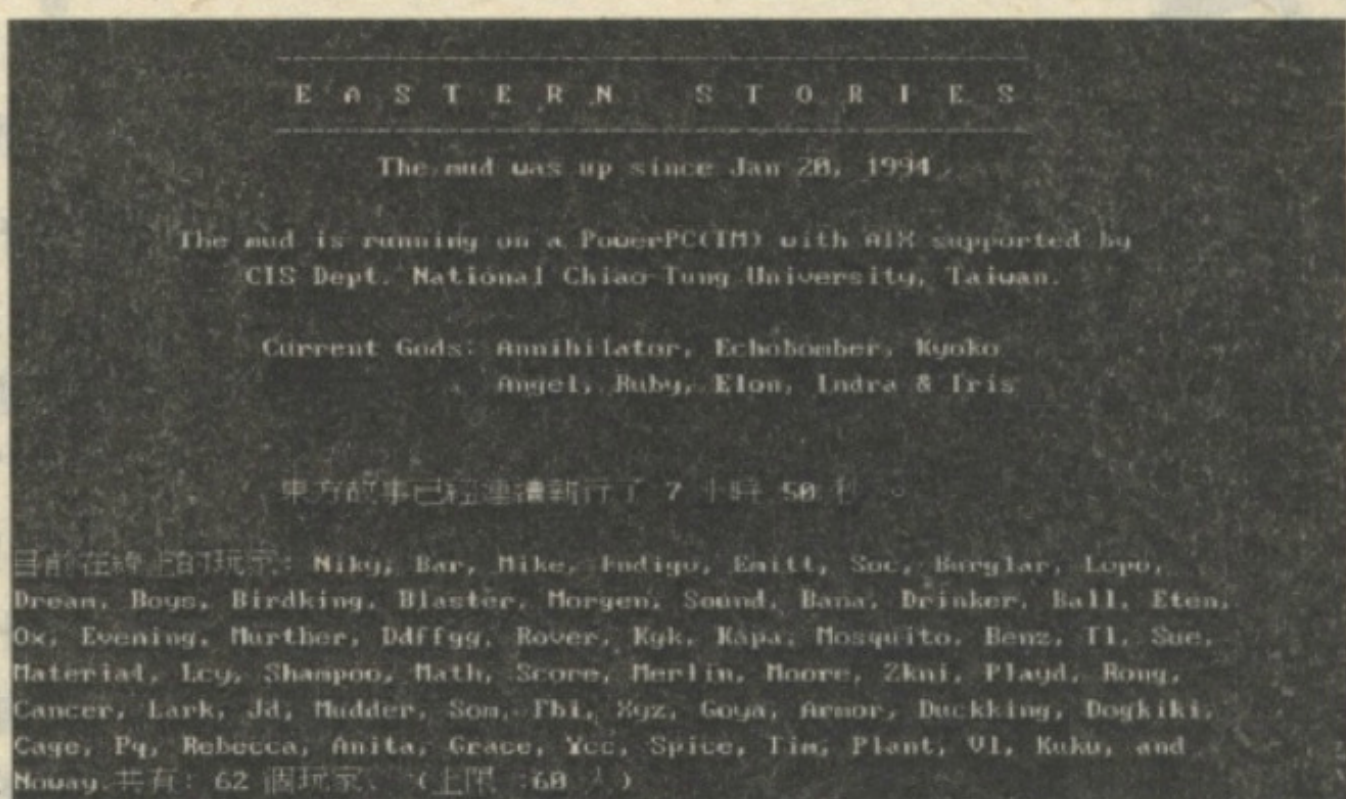 E A S T E R N   S T O R I E S
The mud was up since Jan 20, 1994
The mud is running on a PowerPC(TM) with AIX supported by
CIS Dept. National Chiao-Tung University, Taiwan.
Current Gods: Annihilator, Echobomber, Kyoko
Angel, Ruby, Elon, Indra & Iris
東方故事已經連續執行了 7 小時 50 秒 。
目前在線上的玩家: Niky, Bar, Mike, Indigo, Emitt, Soc, Burglar, Lopo,
Dream, Boys, Birdking, Blaster, Morgen, Sound, Bana, Drinker, Ball, Eten,
Ox, Evening, Murther, Ddffgg, Rover, Kgk, Kapa, Mosquito, Benz, Tl, Sue,
Material, Lcy, Shampoo, Math, Score, Merlin, Moore, Zkni, Playd, Rong,
Cancer, Lark, Jd, Mudder, Som, Fbi, Xyz, Goya, Armor, Duckking, Dogkiki,
Cage, Pq, Rebecca, Anita, Grace, Ycc, Spice, Tim, Plant, Vl, Kuku, and
Noway.共有: 62 個玩家、 (上限 :60 人)